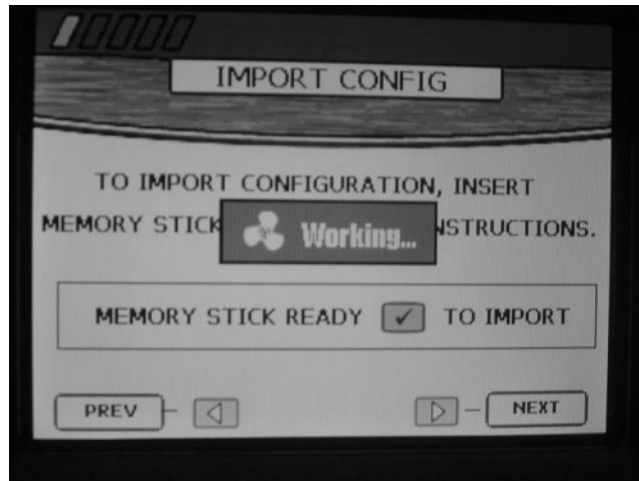 IMPORT CONFIG
TO IMPORT CONFIGURATION, INSERT
MEMORY STICK NSTRUCTIONS.
Working...
MEMORY STICK READY TO IMPORT
PREV NEXT